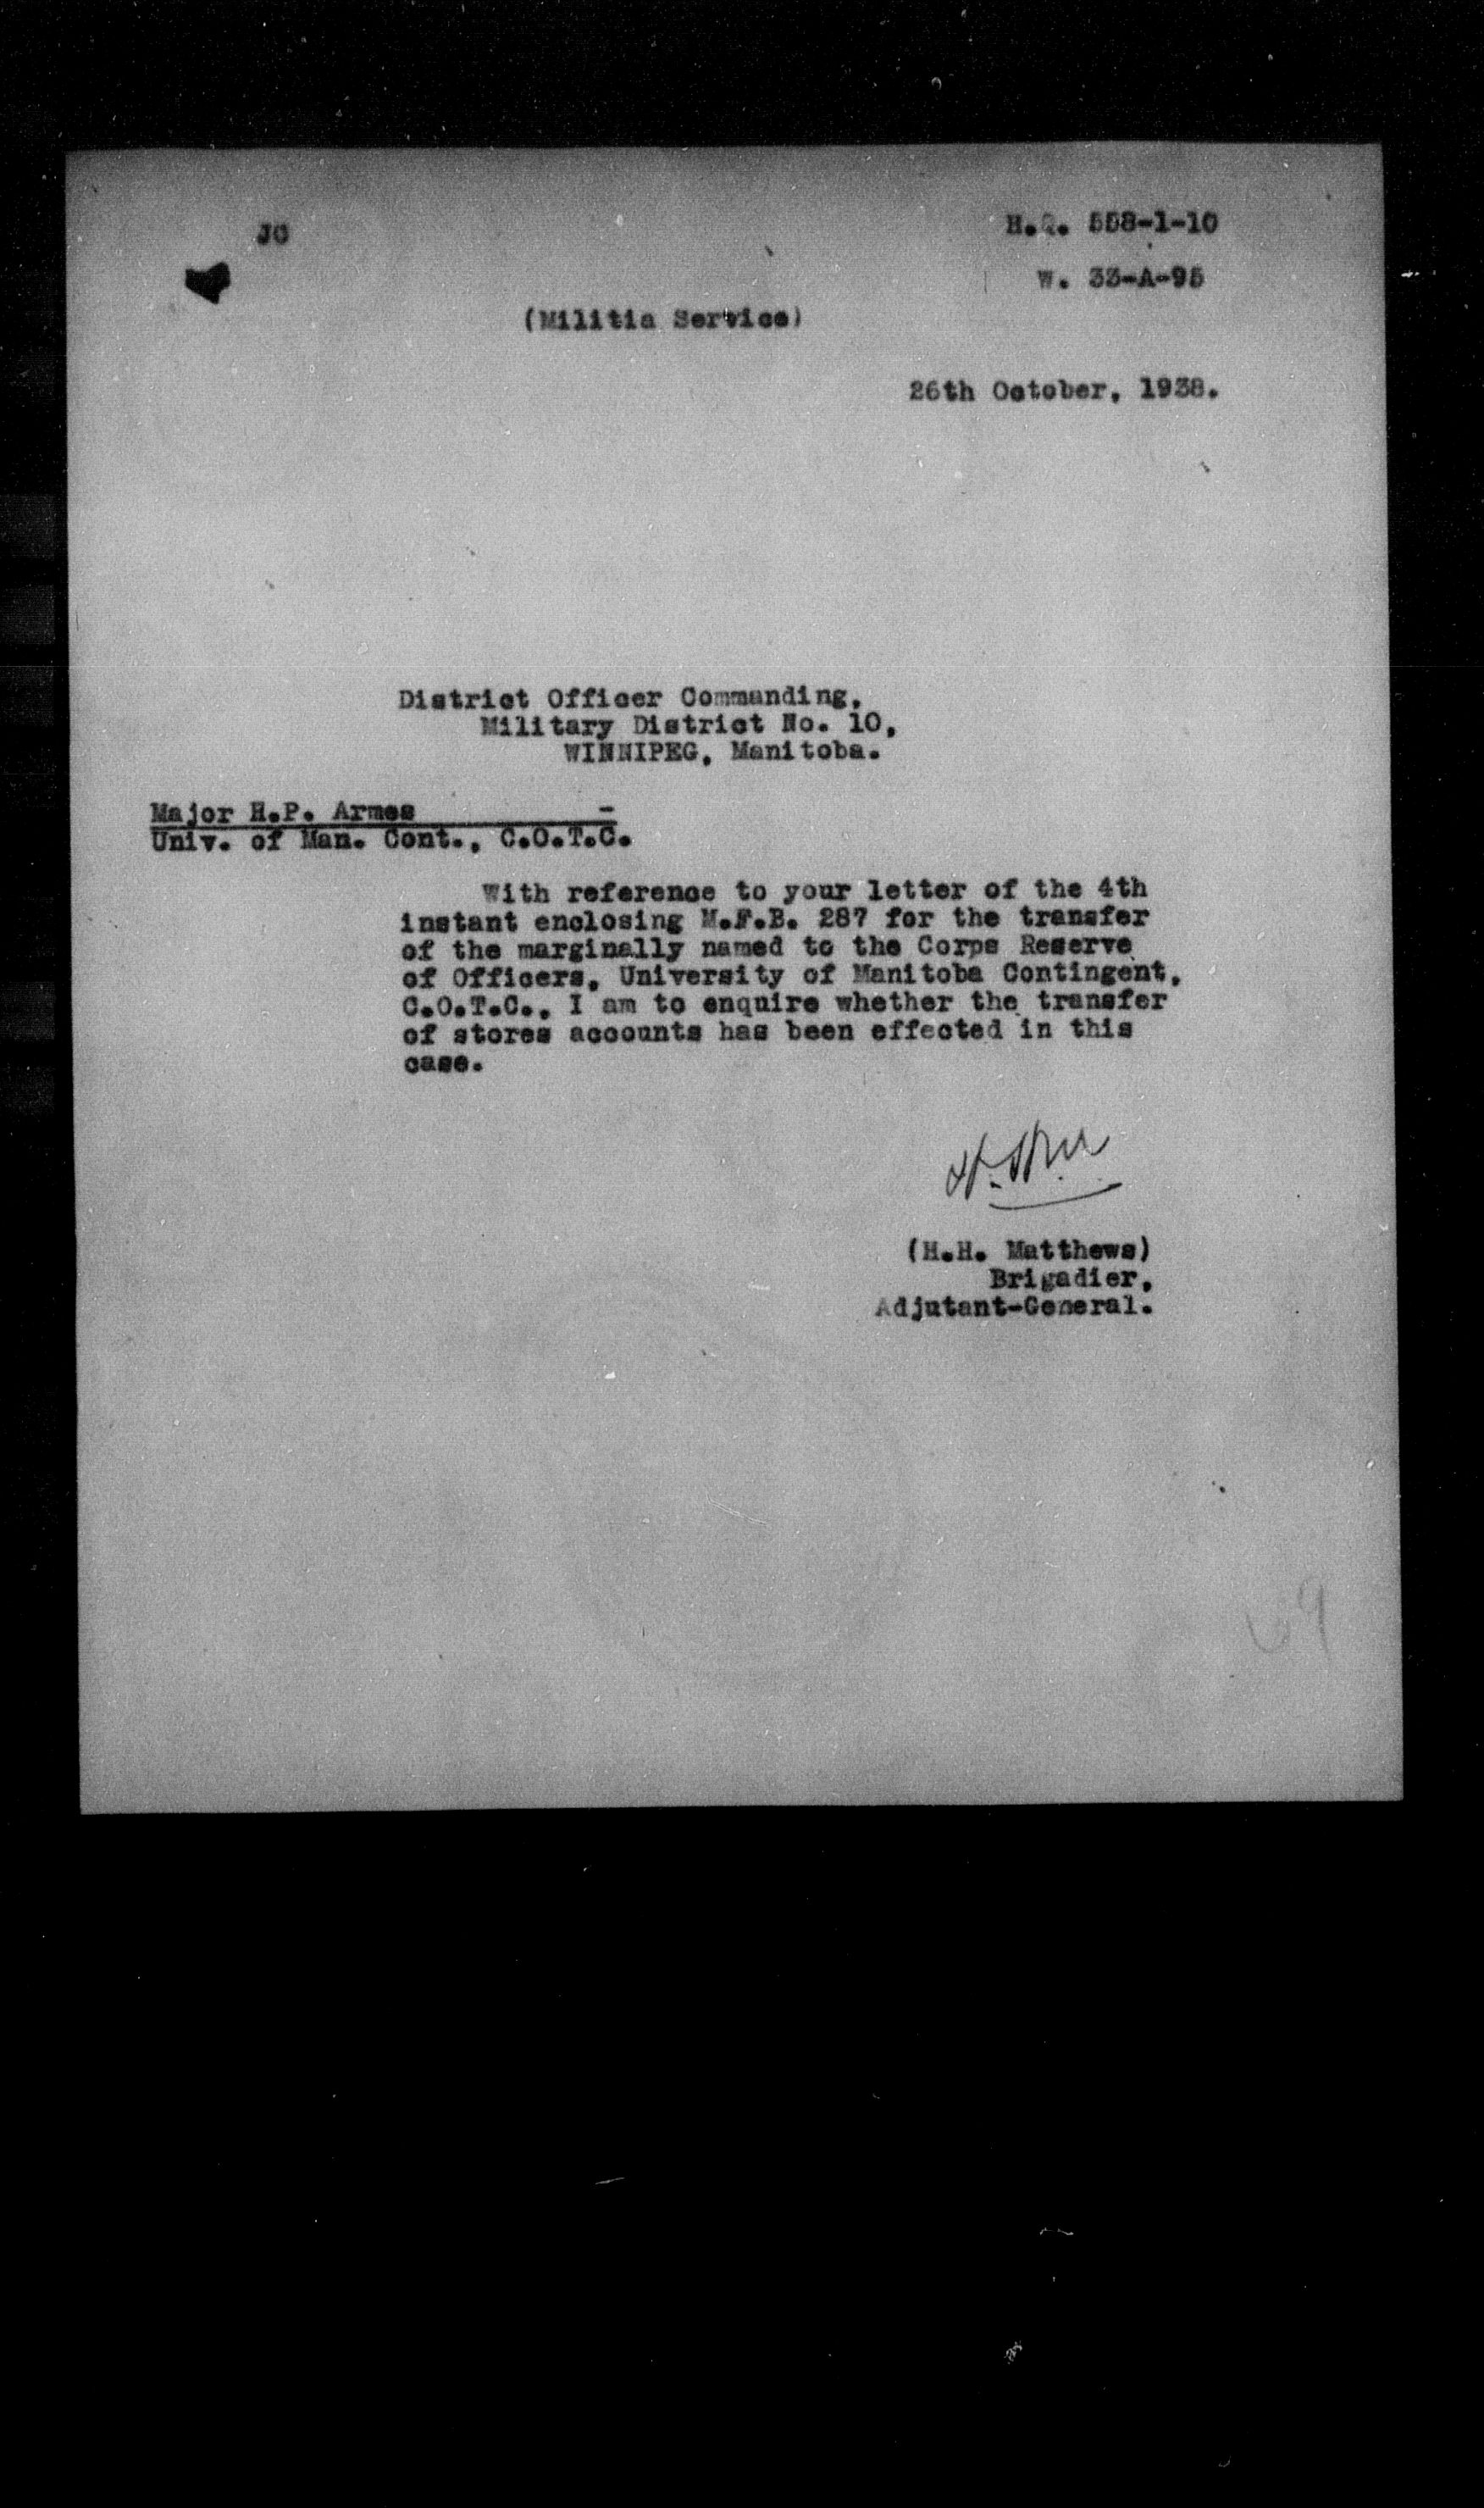 JC
H.Q. 558-1-10
W. 33-A-95
(Militia Service)
26th October, 1938.
District Officer Commanding,
Military District No. 10,
WINNIPEG, Manitoba.
Major H.P. Armes -
Univ. of Man. Cont., C.O.T.C.
With reference to your letter of the 4th
instant enclosing M.F.B. 287 for the transfer
of the marginally named to the Corps Reserve
of Officers, University of Manitoba Contingent,
C.O.T.C., I am to enquire whether the transfer
of stores accounts has been effected in this
case.
(H.H. Matthews)
Brigadier,
Adjutant-General.